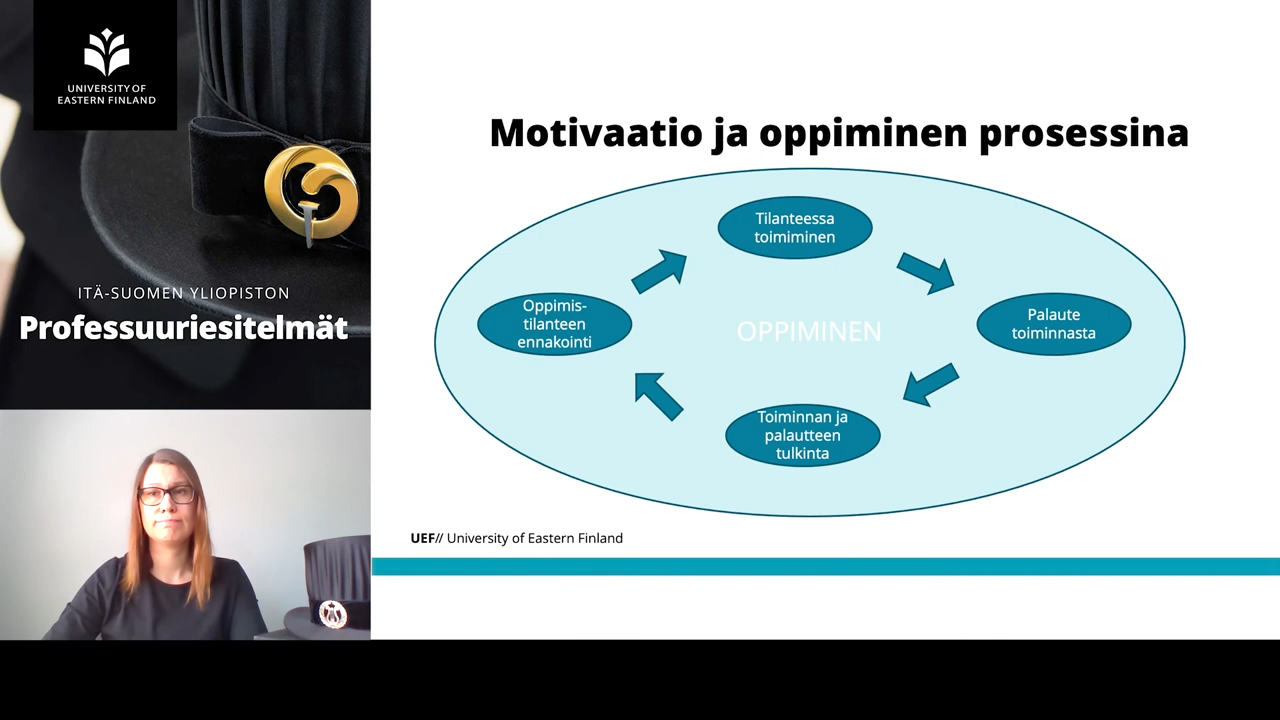 UNIVERSITY OF
EASTERN FINLAND
ITÄ-SUOMEN YLIOPISTON
Professuuriesitelmät
Motivaatio ja oppiminen prosessina
Tilanteessa
toimiminen
Oppimis-
tilanteen
ennakointi
OPPIMINEN
Palaute
toiminnasta
Toiminnan ja
palautteen
tulkinta
UEF// University of Eastern Finland